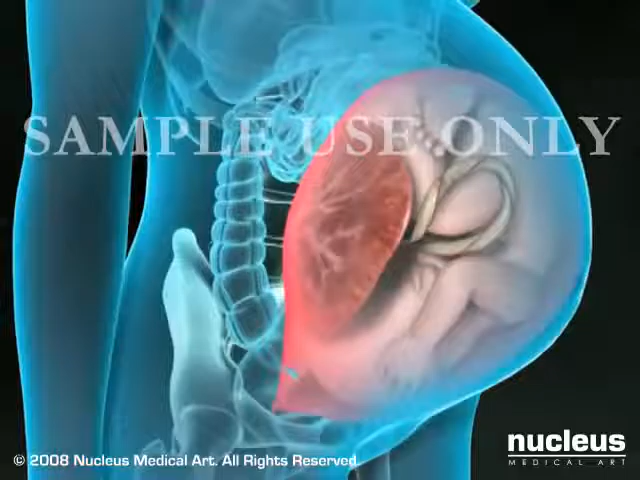 SAMPLE USE ONLY
nucleus
MEDICAL ART
© 2008 Nucleus Medical Art. All Rights Reserved.